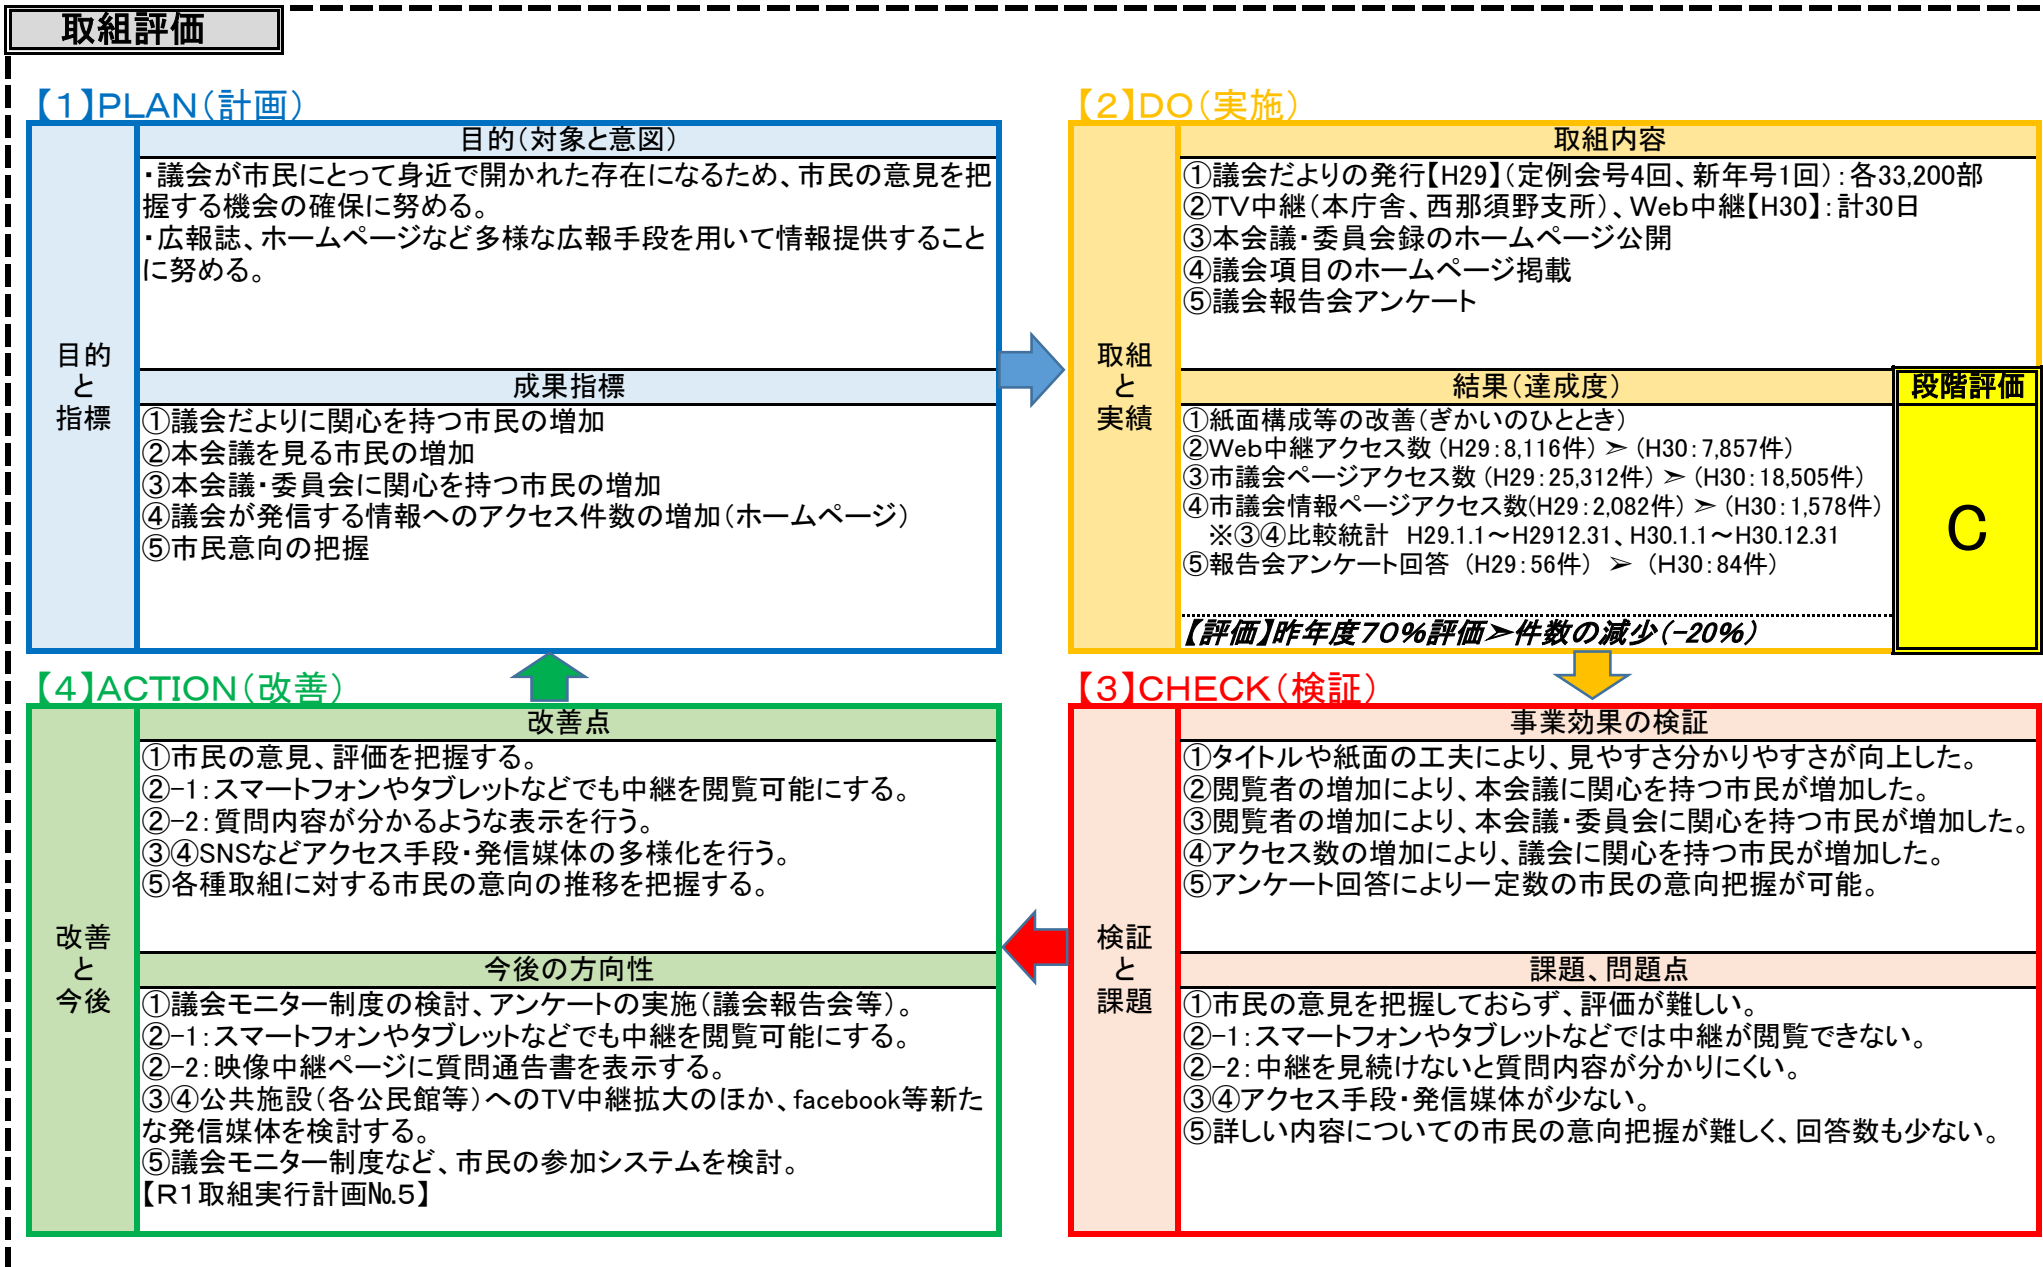 取組評価
【1】PLAN(計画)
目的
と
指標
目的(対象と意図)
・議会が市民にとって身近で開かれた存在になるため、市民の意見を把
握する機会の確保に努める。
・広報誌、ホームページなど多様な広報手段を用いて情報提供すること
に努める。
成果指標
①議会だよりに関心を持つ市民の増加
②本会議を見る市民の増加
③本会議・委員会に関心を持つ市民の増加
④議会が発信する情報へのアクセス件数の増加(ホームページ)
⑤市民意向の把握
【2】DO(実施)
取組
と
実績
取組内容
①議会だよりの発行【H29】(定例会号4回、新年号1回):各33,200部
②TV中継(本庁舎、西那須野支所)、Web中継【H30】:計30日
③本会議・委員会録のホームページ公開
④議会項目のホームページ掲載
⑤議会報告会アンケート
結果(達成度)
①紙面構成等の改善(ぎかいのひととき)
②Web中継アクセス数 (H29:8,116件) ➣ (H30:7,857件)
③市議会ページアクセス数 (H29:25,312件) ➣ (H30:18,505件)
④市議会情報ページアクセス数(H29:2,082件) ➣ (H30:1,578件)
※③④比較統計 H29.1.1~H2912.31、H30.1.1~H30.12.31
⑤報告会アンケート回答 (H29:56件) ➢ (H30:84件)
【評価】昨年度70%評価➣件数の減少(-20%)
段階評価
C
【4】ACTION(改善)
改善
と
今後
改善点
①市民の意見、評価を把握する。
②-1:スマートフォンやタブレットなどでも中継を閲覧可能にする。
②-2:質問内容が分かるような表示を行う。
③④SNSなどアクセス手段・発信媒体の多様化を行う。
⑤各種取組に対する市民の意向の推移を把握する。
今後の方向性
①議会モニター制度の検討、アンケートの実施(議会報告会等)。
②-1:スマートフォンやタブレットなどでも中継を閲覧可能にする。
②-2:映像中継ページに質問通告書を表示する。
③④公共施設(各公民館等)へのTV中継拡大のほか、facebook等新た
な発信媒体を検討する。
⑤議会モニター制度など、市民の参加システムを検討。
【R1取組実行計画№5】
【3】CHECK(検証)
検証
と
課題
事業効果の検証
①タイトルや紙面の工夫により、見やすさ分かりやすさが向上した。
②閲覧者の増加により、本会議に関心を持つ市民が増加した。
③閲覧者の増加により、本会議・委員会に関心を持つ市民が増加した。
④アクセス数の増加により、議会に関心を持つ市民が増加した。
⑤アンケート回答により一定数の市民の意向把握が可能。
課題、問題点
①市民の意見を把握しておらず、評価が難しい。
②-1:スマートフォンやタブレットなどでは中継が閲覧できない。
②-2:中継を見続けないと質問内容が分かりにくい。
③④アクセス手段・発信媒体が少ない。
⑤詳しい内容についての市民の意向把握が難しく、回答数も少ない。